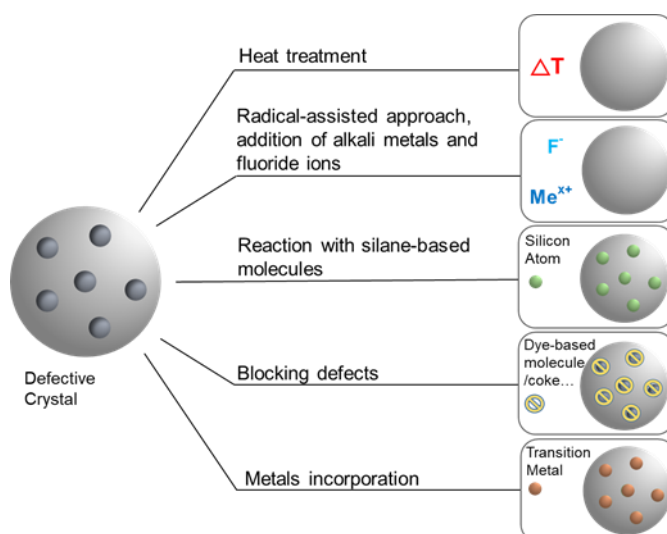 Heat treatment
△T
Radical-assisted approach,
addition of alkali metals and
fluoride ions
F-
Meˣ⁺
Reaction with silane-based
molecules
Silicon
Atom
Defective
Crystal
Blocking defects
Dye-based
molecule
/coke...
Metals incorporation
Transition
Metal